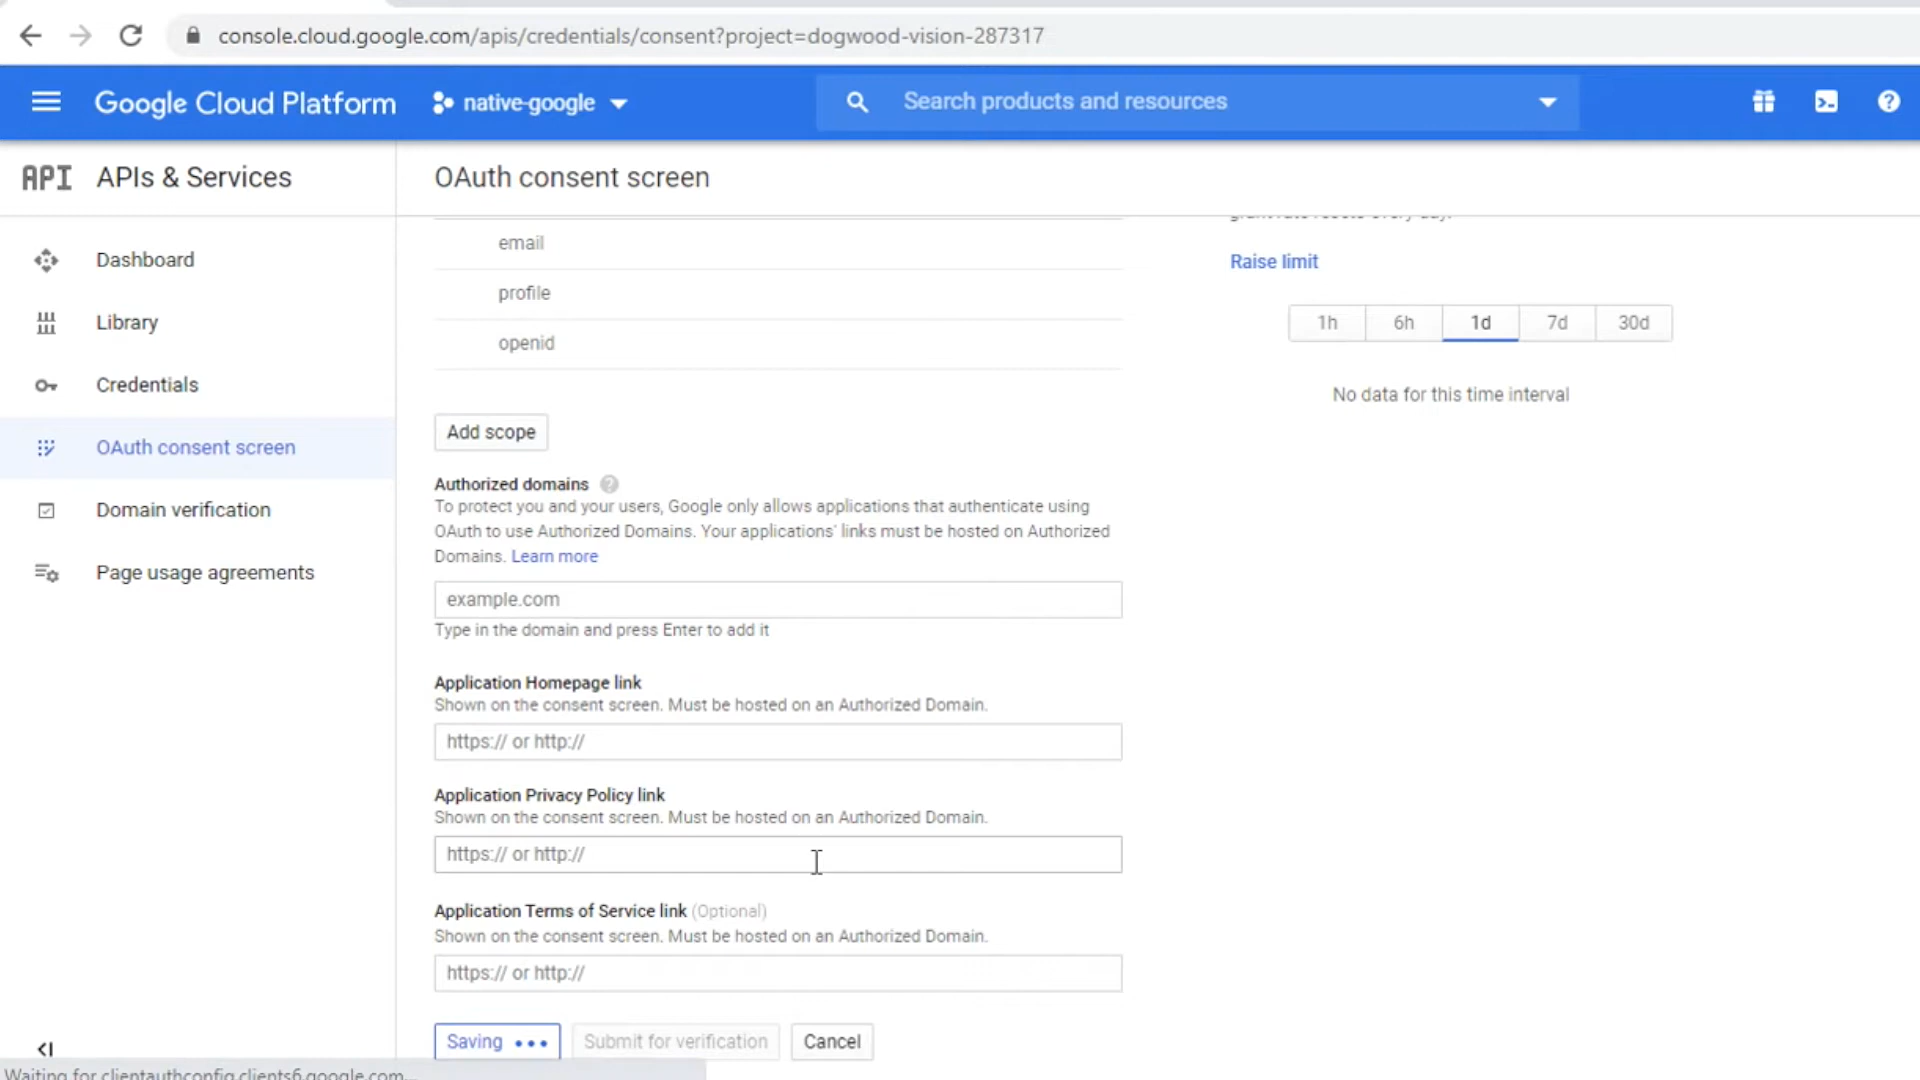 console.cloud.google.com/apis/credentials/consent?project=dogwood-vision-287317
Google Cloud Platform
native-google
Search products and resources
API APIs & Services
OAuth consent screen
Dashboard
Library
Credentials
OAuth consent screen
Domain verification
Page usage agreements
email
profile
openid
Add scope
Authorized domains
To protect you and your users, Google only allows applications that authenticate using
OAuth to use Authorized Domains. Your applications' links must be hosted on Authorized
Domains. Learn more
example.com
Type in the domain and press Enter to add it
Application Homepage link
Shown on the consent screen. Must be hosted on an Authorized Domain.
https:// or http://
Application Privacy Policy link
Shown on the consent screen. Must be hosted on an Authorized Domain.
https:// or http://
Application Terms of Service link (Optional)
Shown on the consent screen. Must be hosted on an Authorized Domain.
https:// or http://
Saving
Submit for verification
Cancel
Raise limit
1h 6h 1d 7d 30d
No data for this time interval
Waiting for clientauthconfig.clients6.google.com...